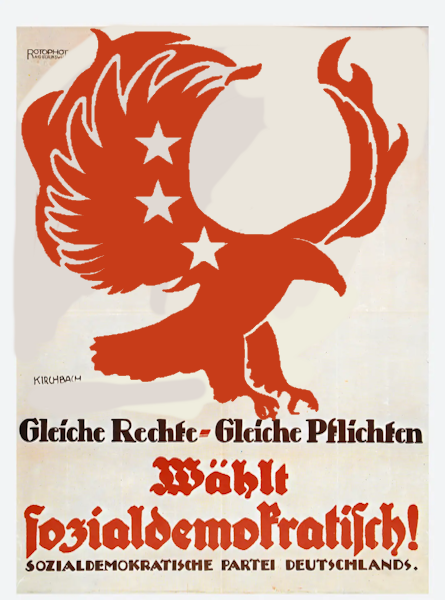 ROTOPHOT
KIRCHBACH
Gleiche Rechte-Gleiche Pflichten
Wählt
sozialdemokratisch!
SOZIALDEMOKRATISCHE PARTEI DEUTSCHLANDS.